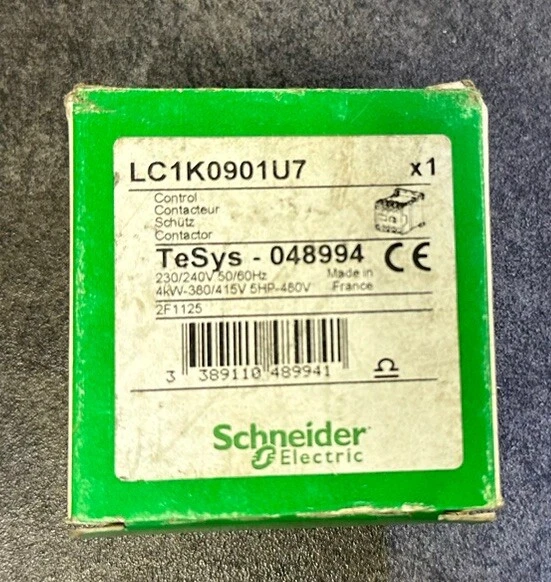 LC1K0901U7 x1
Control
Contacteur
Schütz
Contactor
TeSys - 048994 CE
230/240V 50/60Hz Made in
4kW-380/415V 5HP-480V France
2F1125
3 389110 489941
Schneider
Electric